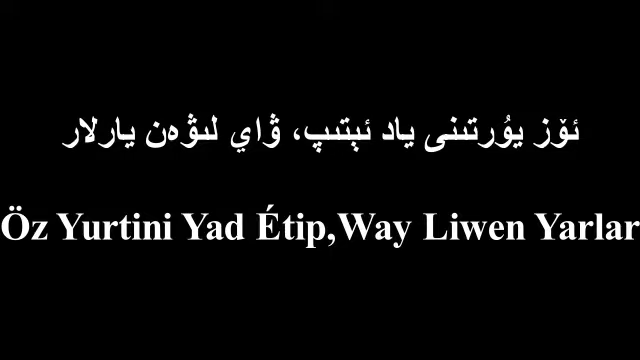 ئۆز يۇرتىنى ياد ئېتىپ، ۋاي لىۋەن يارلار
Öz Yurtini Yad Étip,Way Liwen Yarlar